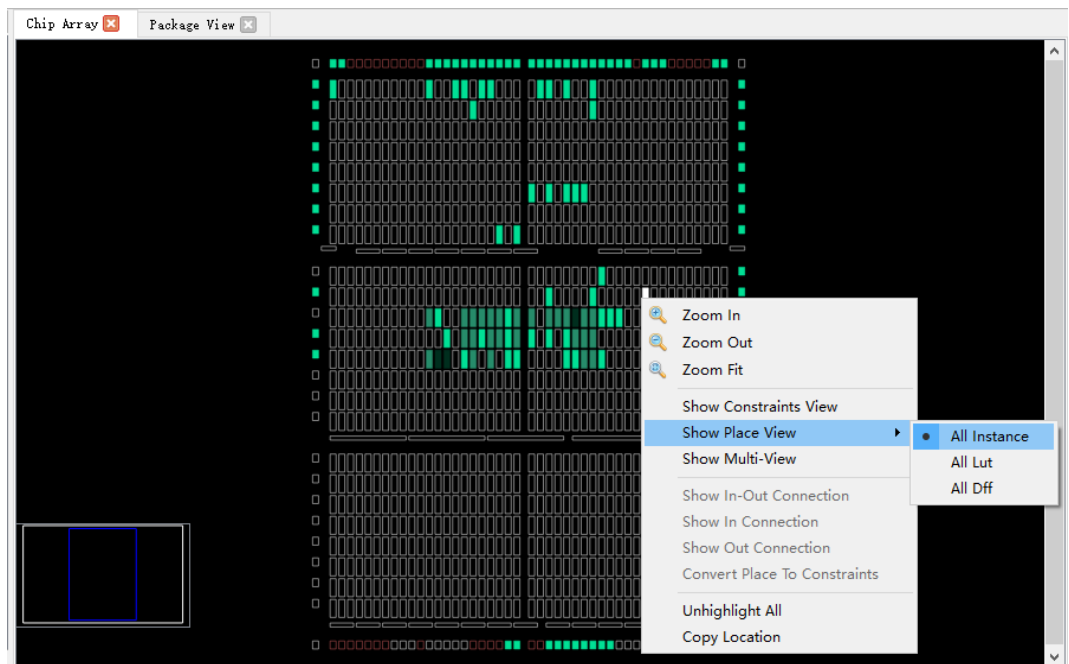 Chip Array
Package View
Zoom In
Zoom Out
Zoom Fit
Show Constraints View
Show Place View
All Instance
Show Multi-View
All Lut
All Dff
Show In-Out Connection
Show In Connection
Show Out Connection
Convert Place To Constraints
Unhighlight All
Copy Location